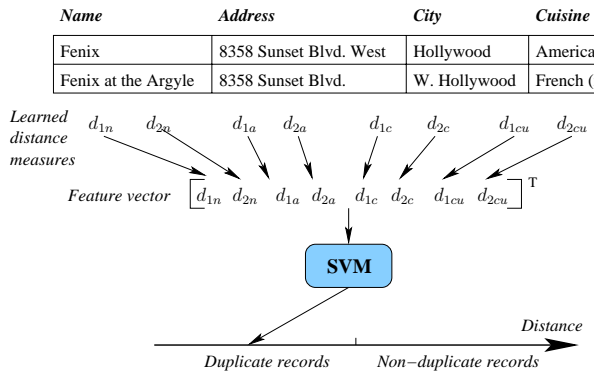 Name Address City Cuisine
Fenix 8358 Sunset Blvd. West Hollywood America
Fenix at the Argyle 8358 Sunset Blvd. W. Hollywood French (
Learned distance measures d1n d2n d1a d2a d1c d2c d1cu d2cu
Feature vector [d1n d2n d1a d2a d1c d2c d1cu d2cu]T
SVM
Distance
Duplicate records Non−duplicate records